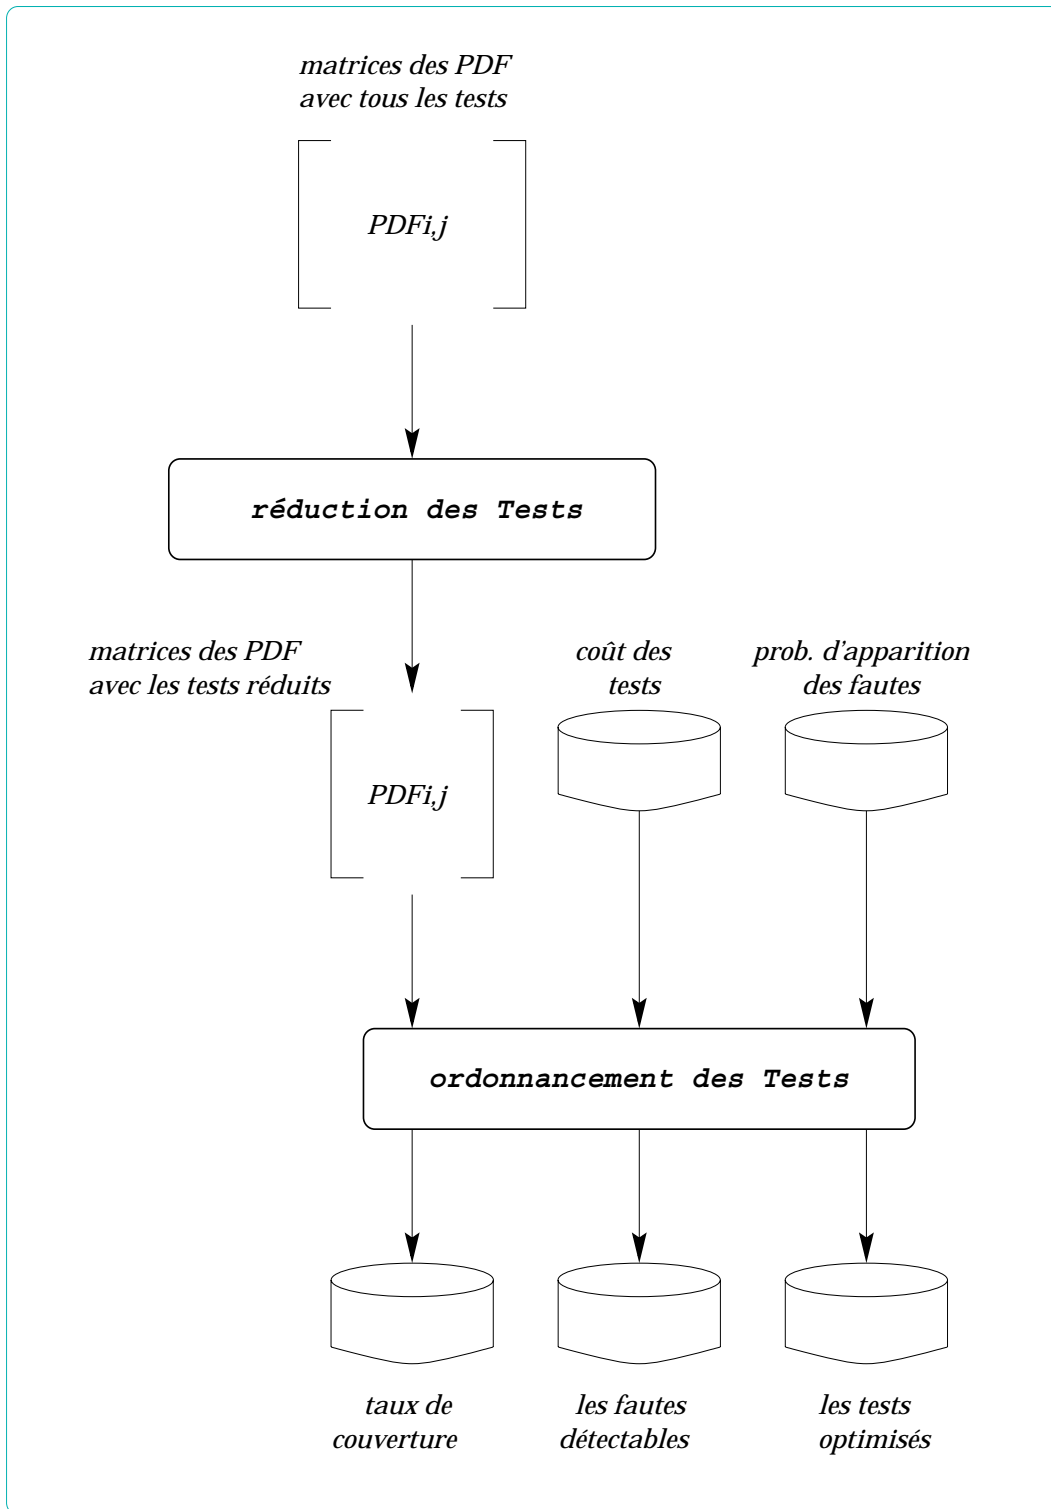 matrices des PDF
avec tous les tests
PDFi,j
réduction des Tests
matrices des PDF
avec les tests réduits
coût des
tests
prob. d'apparition
des fautes
PDFi,j
ordonnancement des Tests
taux de
couverture
les fautes
détectables
les tests
optimisés